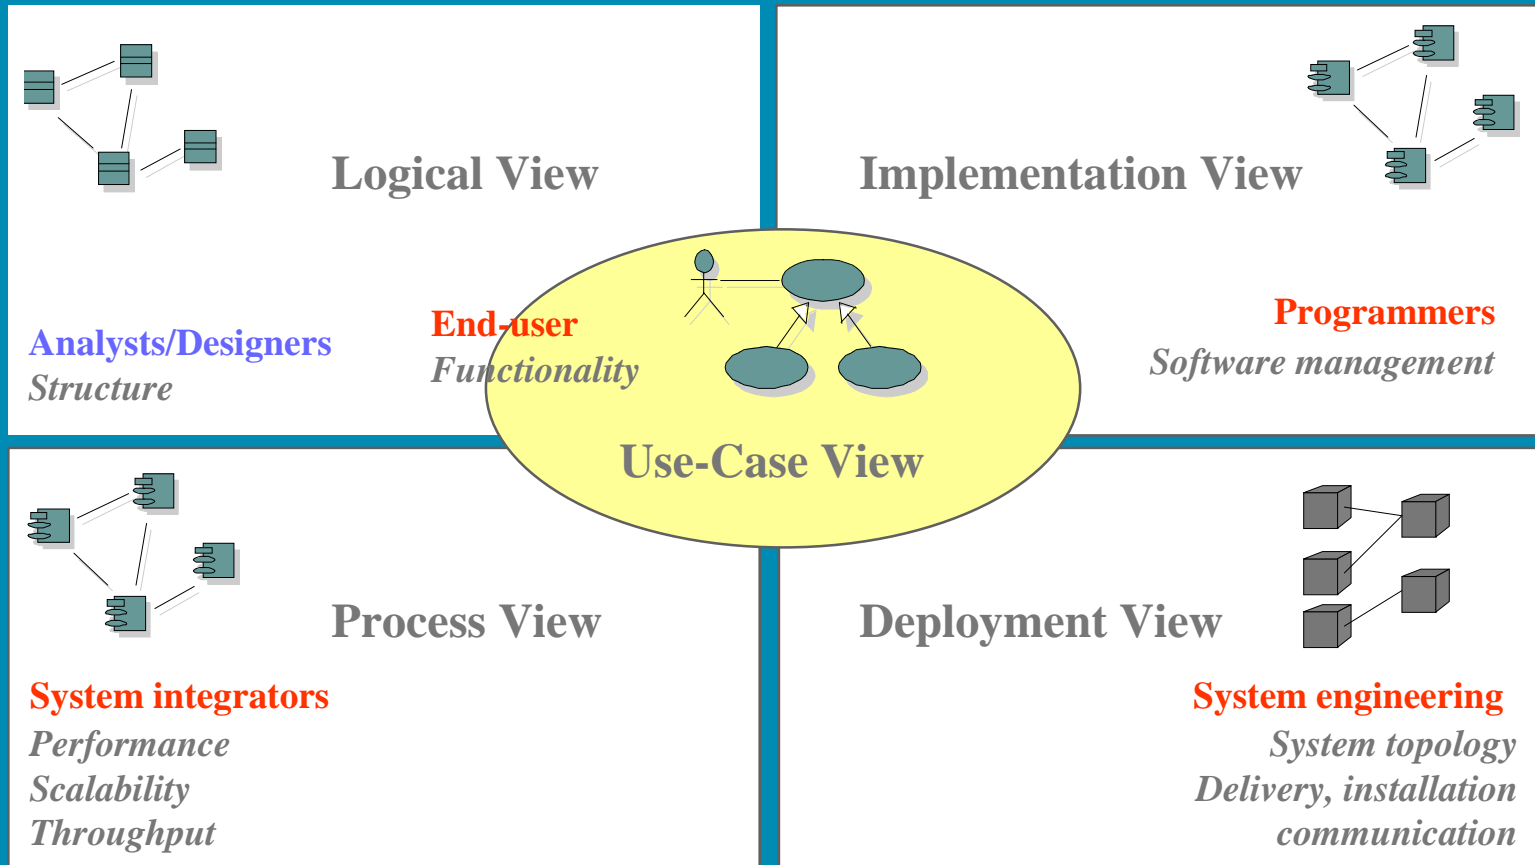 Logical View
Analysts/Designers
Structure
Implementation View
Programmers
Software management
End-user
Functionality
Use-Case View
Process View
System integrators
Performance
Scalability
Throughput
Deployment View
System engineering
System topology
Delivery, installation
communication